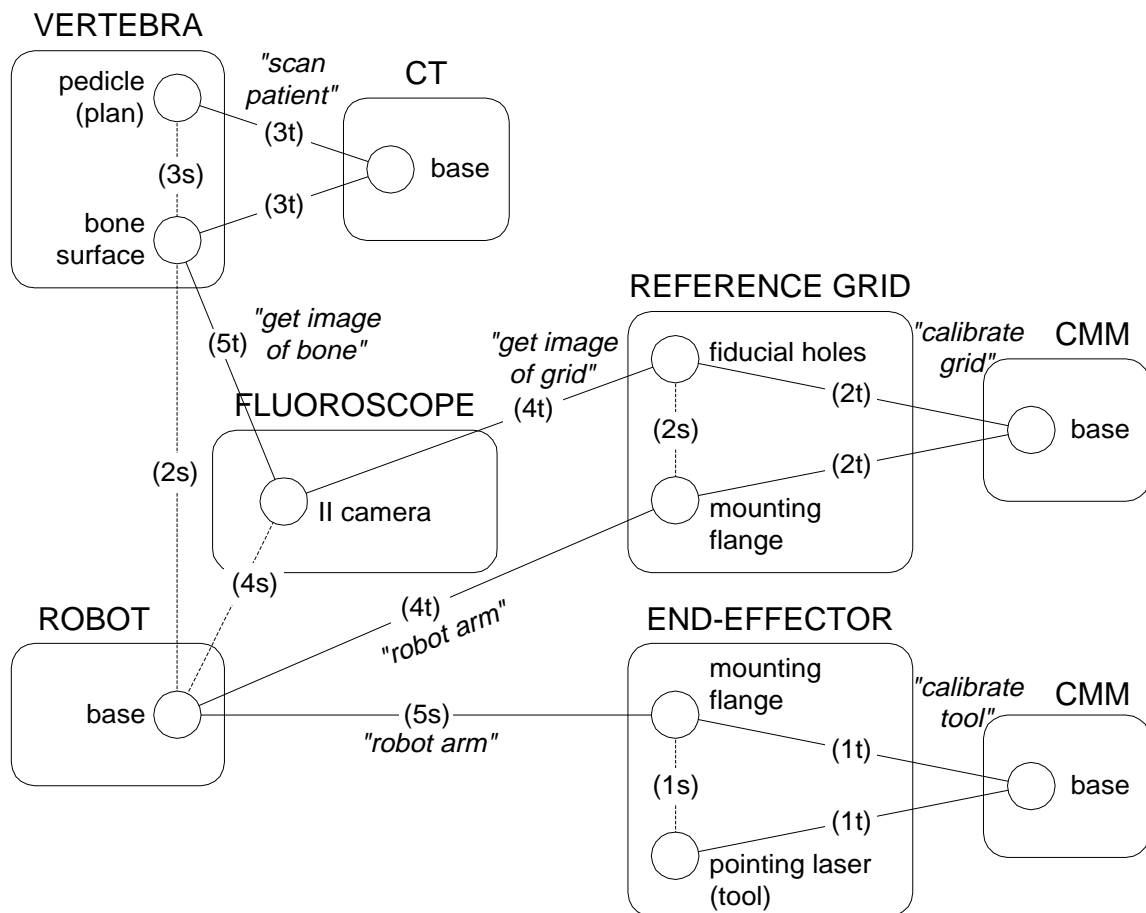 VERTEBRA
pedicle
(plan)
"scan
patient"
CT
(3t)
base
(3s)
(3t)
bone
surface
REFERENCE GRID
(5t)
"get image
of bone"
"get image
of grid"
(4t)
fiducial holes
"calibrate
grid"
CMM
(2t)
FLUOROSCOPE
(2s)
(2s)
base
(2t)
II camera
mounting
flange
(4s)
(4t)
"robot arm"
ROBOT
END-EFFECTOR
mounting
flange
"calibrate
tool"
CMM
base
(5s)
"robot arm"
(1t)
(1s)
base
(1t)
pointing laser
(tool)